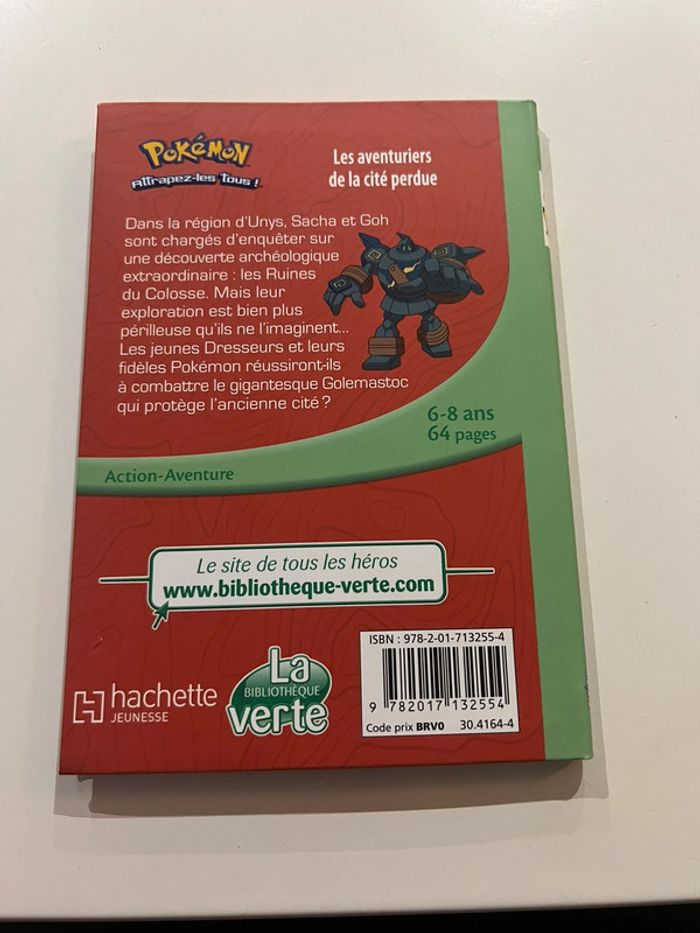 POKéMON
Attrapez-les tous !
Les aventuriers
de la cité perdue
Dans la région d'Unys, Sacha et Goh
sont chargés d'enquêter sur
une découverte archéologique
extraordinaire : les Ruines
du Colosse. Mais leur
exploration est bien plus
périlleuse qu'ils ne l'imaginent...
Les jeunes Dresseurs et leurs
fidèles Pokémon réussiront-ils
à combattre le gigantesque Golemastoc
qui protège l'ancienne cité ?
6-8 ans
64 pages
Action-Aventure
Le site de tous les héros
www.bibliotheque-verte.com
hachette
JEUNESSE
La
BIBLIOTHÈQUE
verte
ISBN : 978-2-01-713255-4
9 782017 132554
Code prix BRV0 30.4164-4